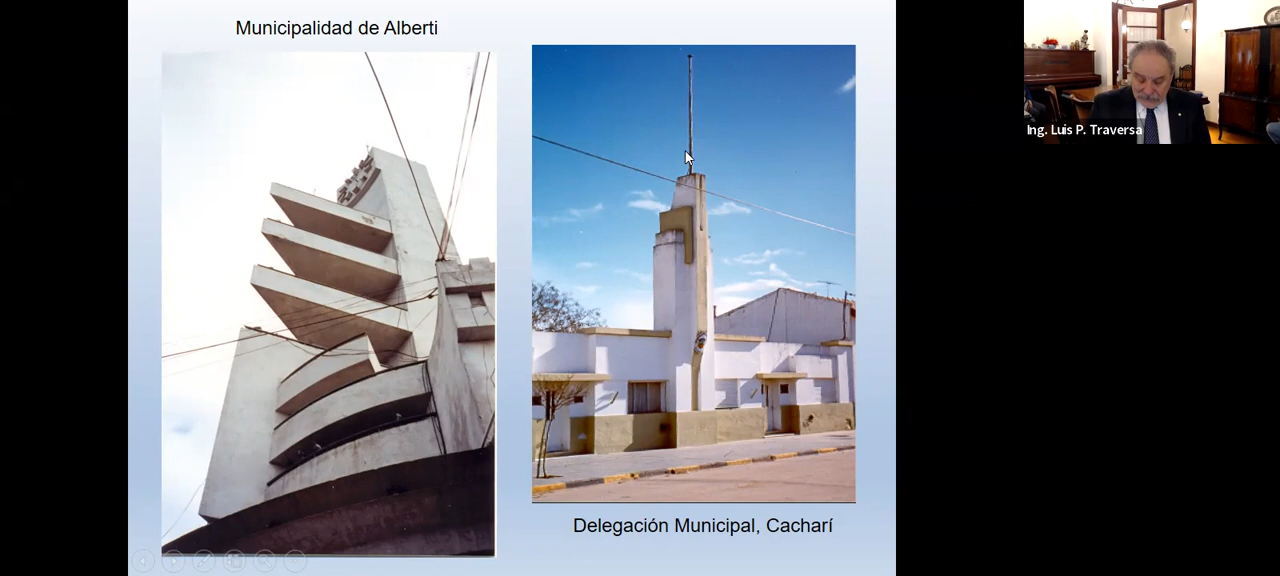 Municipalidad de Alberti
Delegación Municipal, Cacharí
Ing. Luis P. Traversa